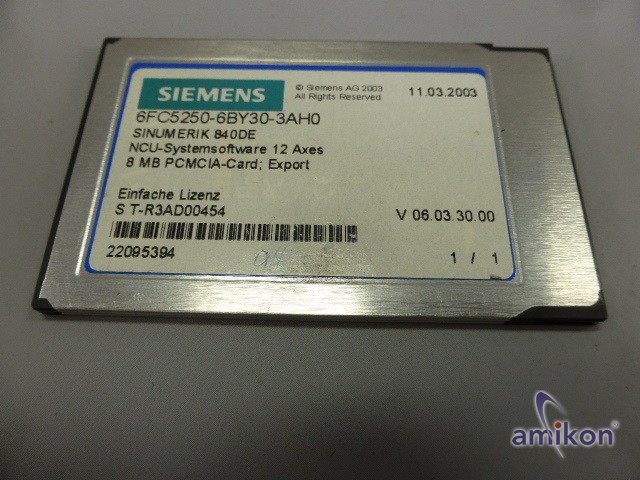 SIEMENS
© Siemens AG 2003
All Rights Reserved
11.03.2003
6FC5250-6BY30-3AH0
SINUMERIK 840DE
NCU-Systemsoftware 12 Axes
8 MB PCMCIA-Card; Export
Einfache Lizenz
S T-R3AD00454
V 06.03.30.00
22095394
1 / 1
amikon